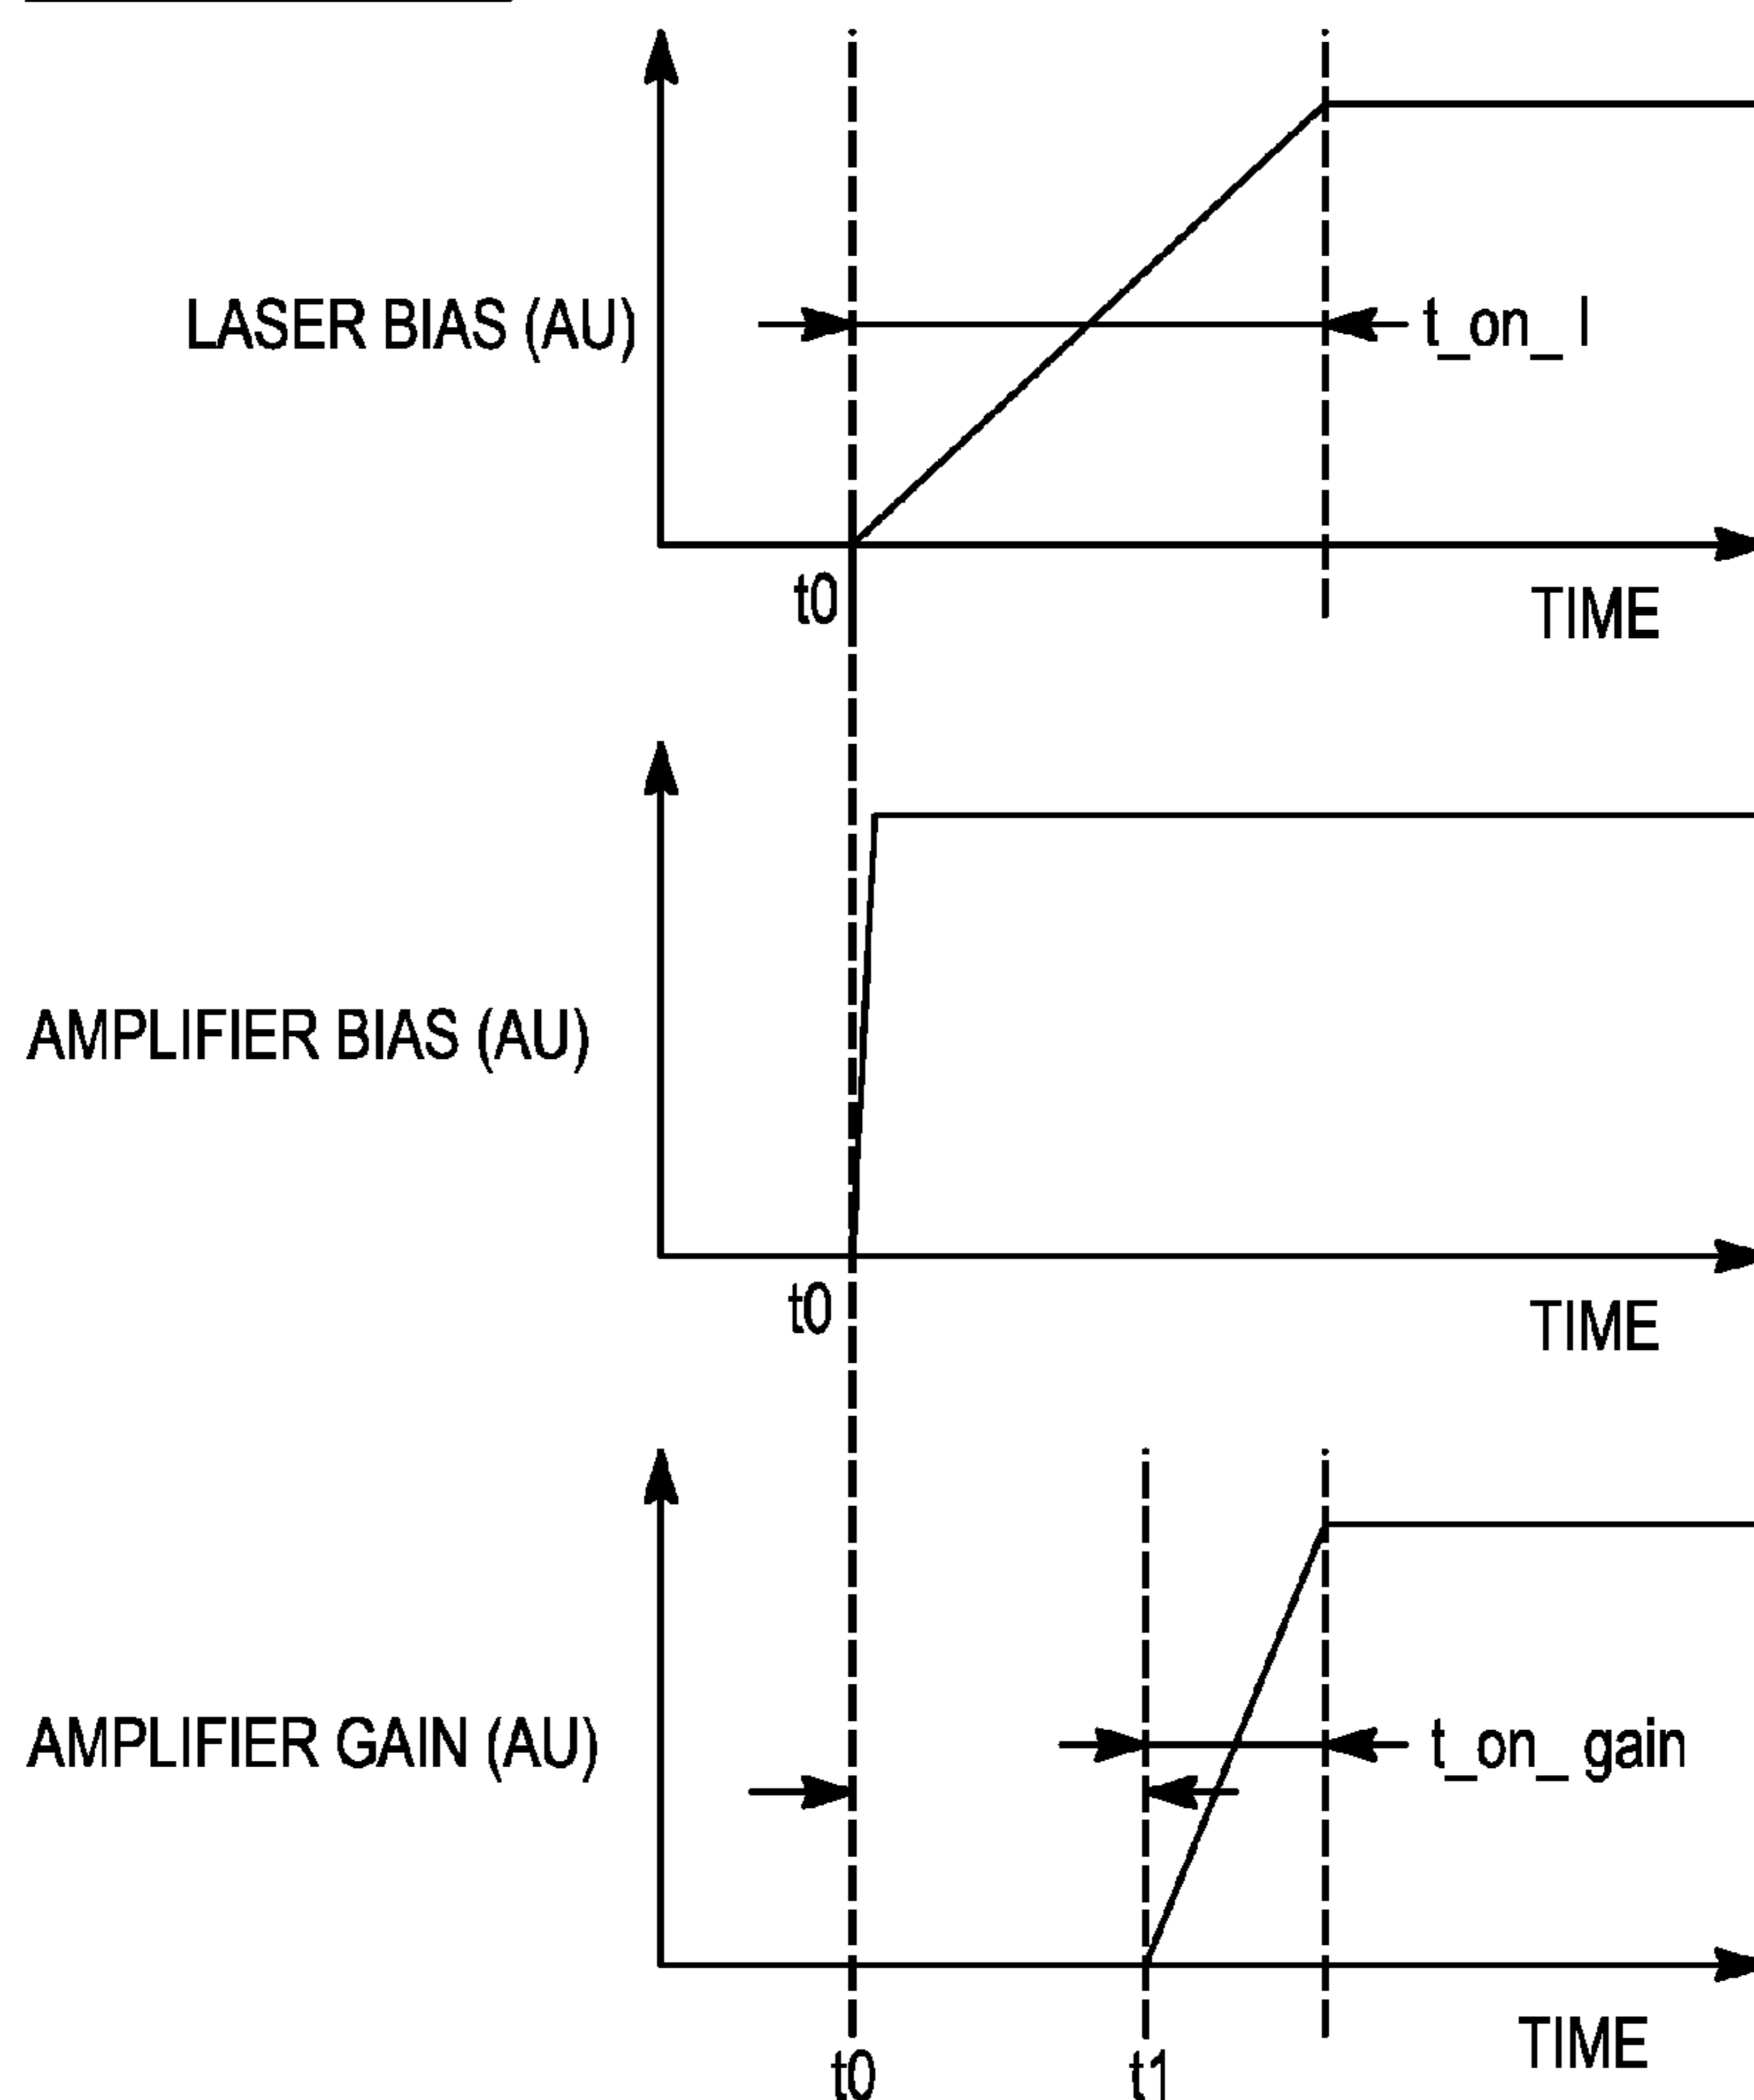 LASER BIAS (AU)
t_on_ l
t0
TIME
AMPLIFIER BIAS (AU)
t0
TIME
AMPLIFIER GAIN (AU)
t_on_ gain
TIME
t0
t1